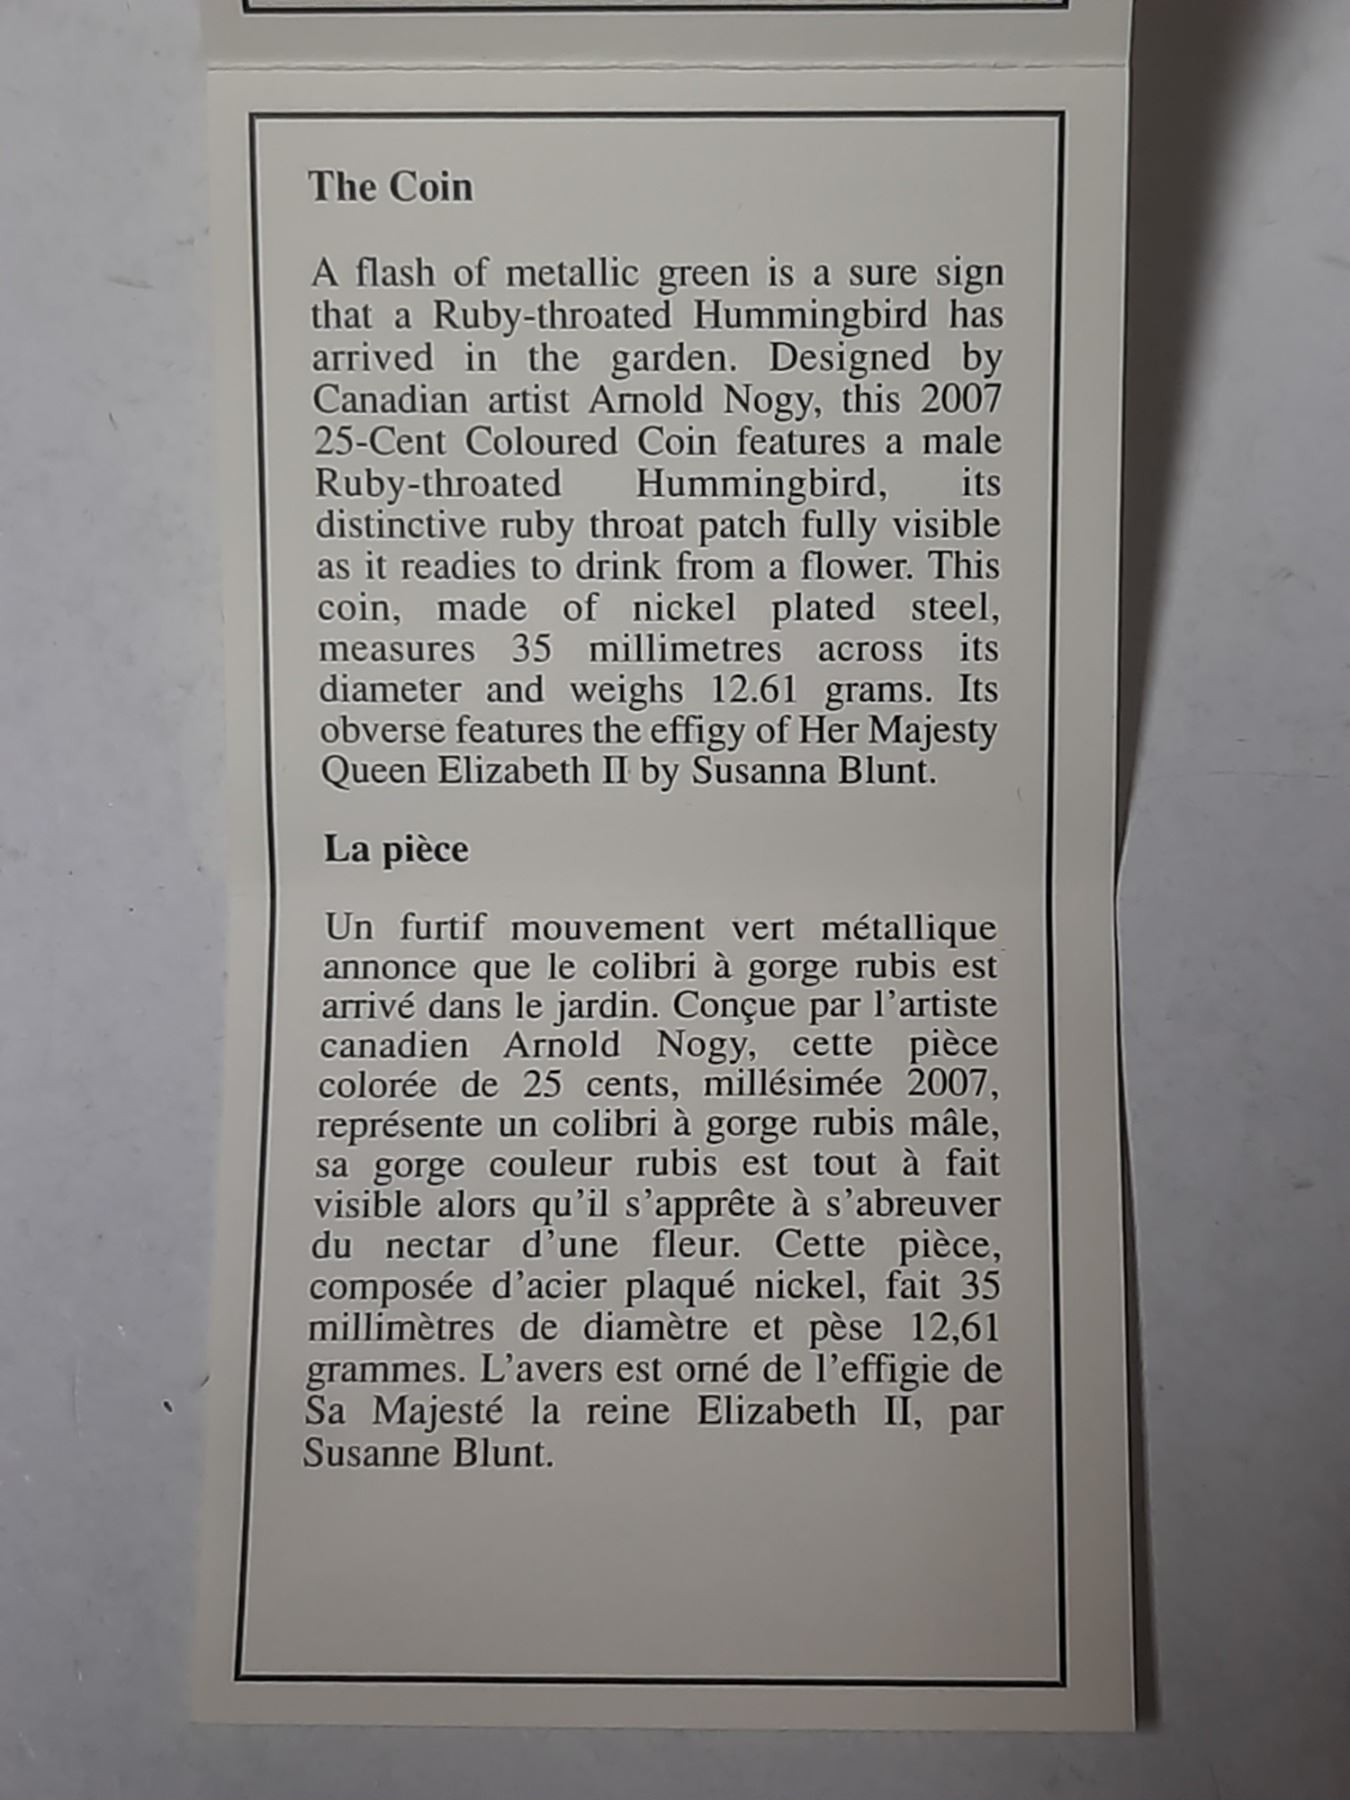 The Coin
A flash of metallic green is a sure sign
that a Ruby-throated Hummingbird has
arrived in the garden. Designed by
Canadian artist Arnold Nogy, this 2007
25-Cent Coloured Coin features a male
Ruby-throated Hummingbird, its
distinctive ruby throat patch fully visible
as it readies to drink from a flower. This
coin, made of nickel plated steel,
measures 35 millimetres across its
diameter and weighs 12.61 grams. Its
obverse features the effigy of Her Majesty
Queen Elizabeth II by Susanna Blunt.
La pièce
Un furtif mouvement vert métallique
annonce que le colibri à gorge rubis est
arrivé dans le jardin. Conçue par l'artiste
canadien Arnold Nogy, cette pièce
colorée de 25 cents, millésimée 2007,
représente un colibri à gorge rubis mâle,
sa gorge couleur rubis est tout à fait
visible alors qu'il s'apprête à s'abreuver
du nectar d'une fleur. Cette pièce,
composée d'acier plaqué nickel, fait 35
millimètres de diamètre et pèse 12,61
grammes. L'avers est orné de l'effigie de
Sa Majesté la reine Elizabeth II, par
Susanne Blunt.